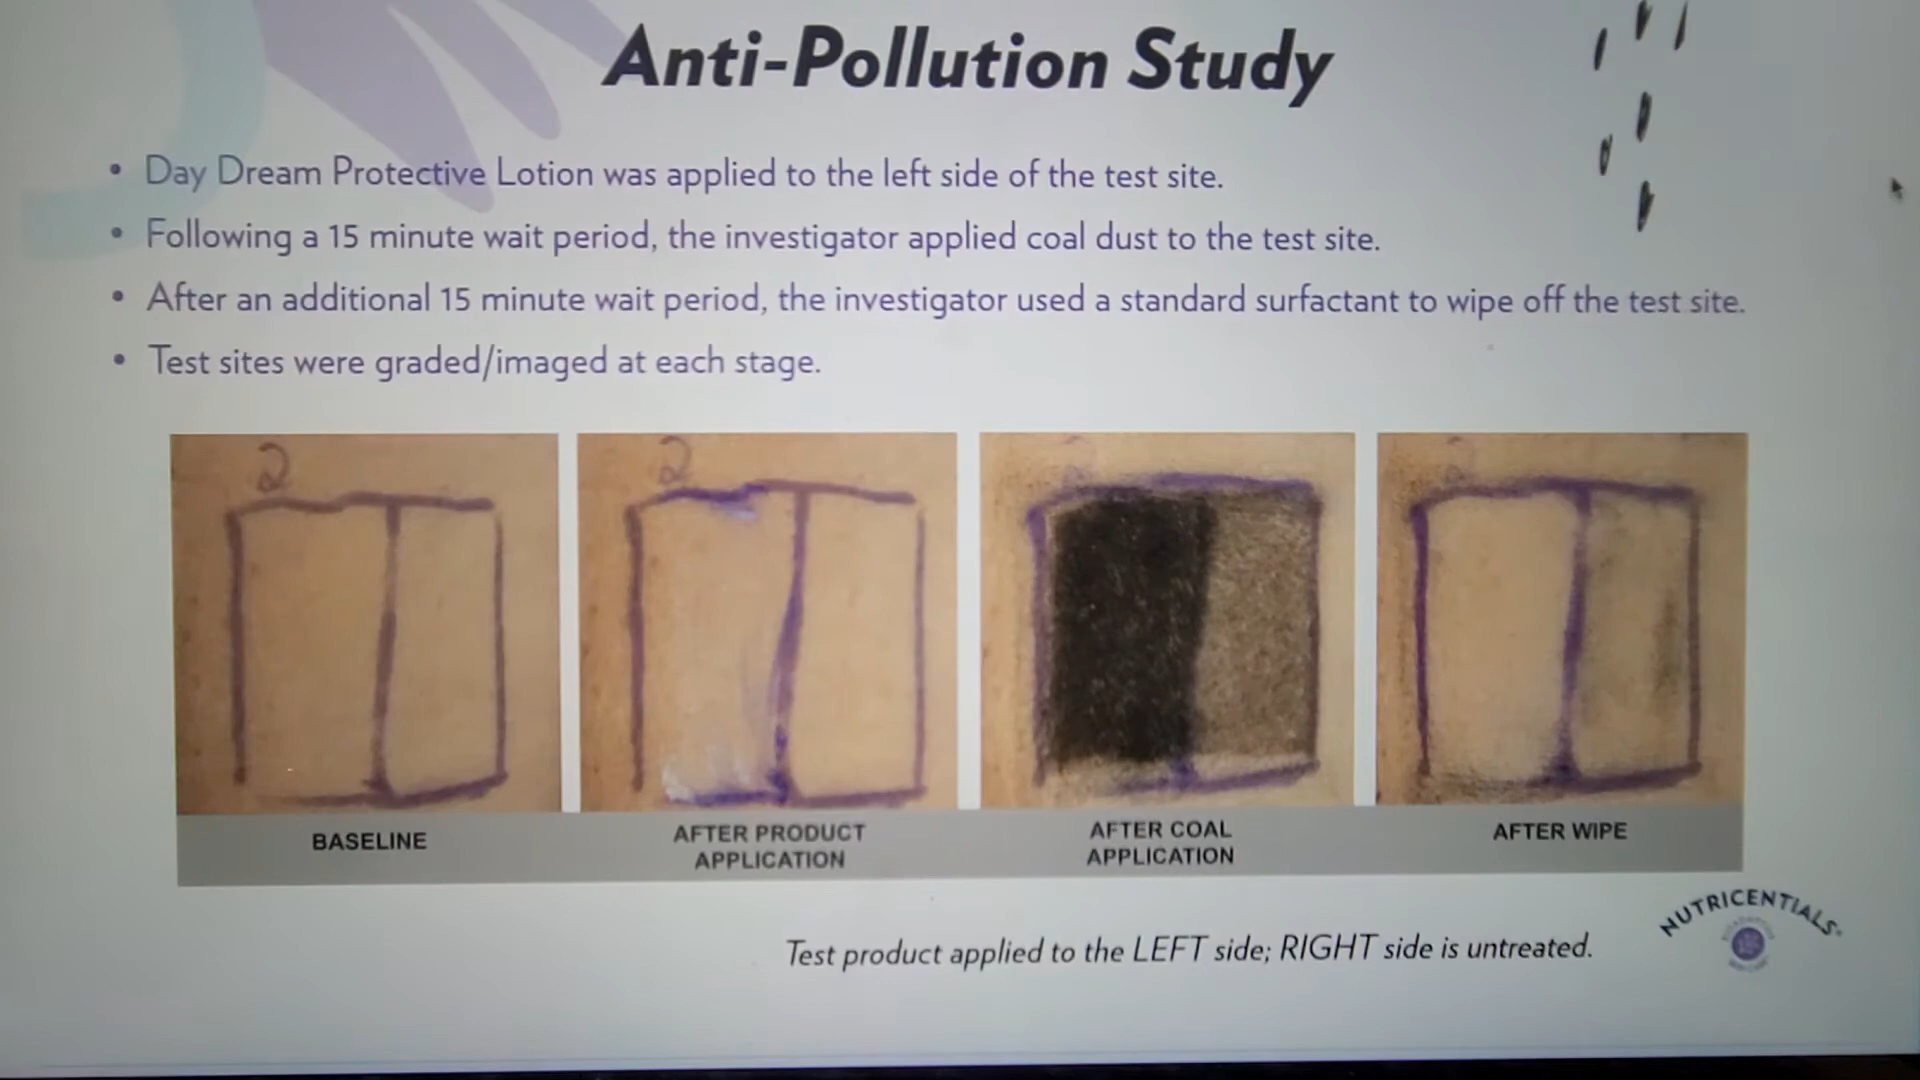 Anti-Pollution Study
• Day Dream Protective Lotion was applied to the left side of the test site.
• Following a 15 minute wait period, the investigator applied coal dust to the test site.
• After an additional 15 minute wait period, the investigator used a standard surfactant to wipe off the test site.
• Test sites were graded/imaged at each stage.
2
2
2
2
BASELINE
AFTER PRODUCT
APPLICATION
AFTER COAL
APPLICATION
AFTER WIPE
Test product applied to the LEFT side; RIGHT side is untreated.
NUTRICENTIALS®